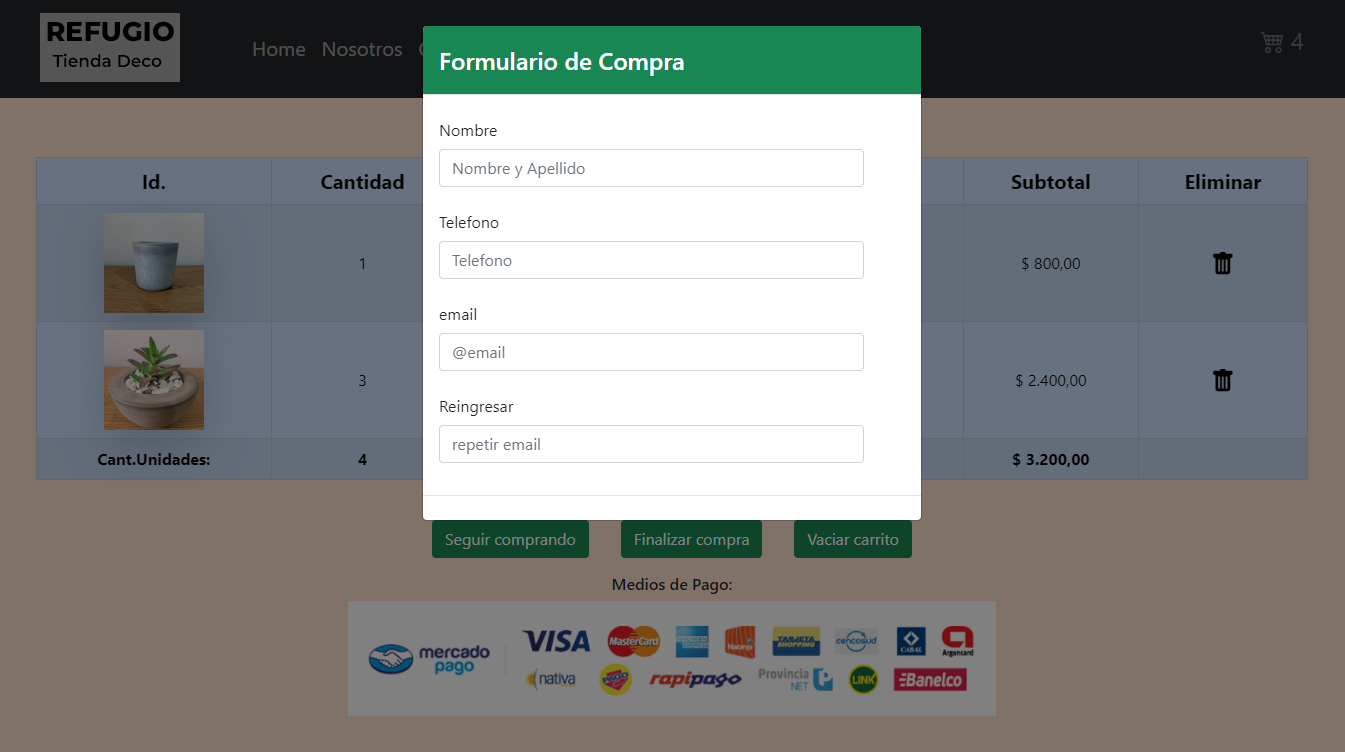 REFUGIO
Tienda Deco
Home Nosotros
4
Formulario de Compra
Nombre
Nombre y Apellido
Telefono
Telefono
email
@email
Reingresar
repetir email
Id. Cantidad Subtotal Eliminar
1 $ 800,00
3 $ 2.400,00
Cant.Unidades: 4 $ 3.200,00
Seguir comprando Finalizar compra Vaciar carrito
Medios de Pago:
mercado
pago
VISA MasterCard TARJETA SHOPPING cencosud CABAL Argencard
nativa rapipago Provincia NET LINK Banelco